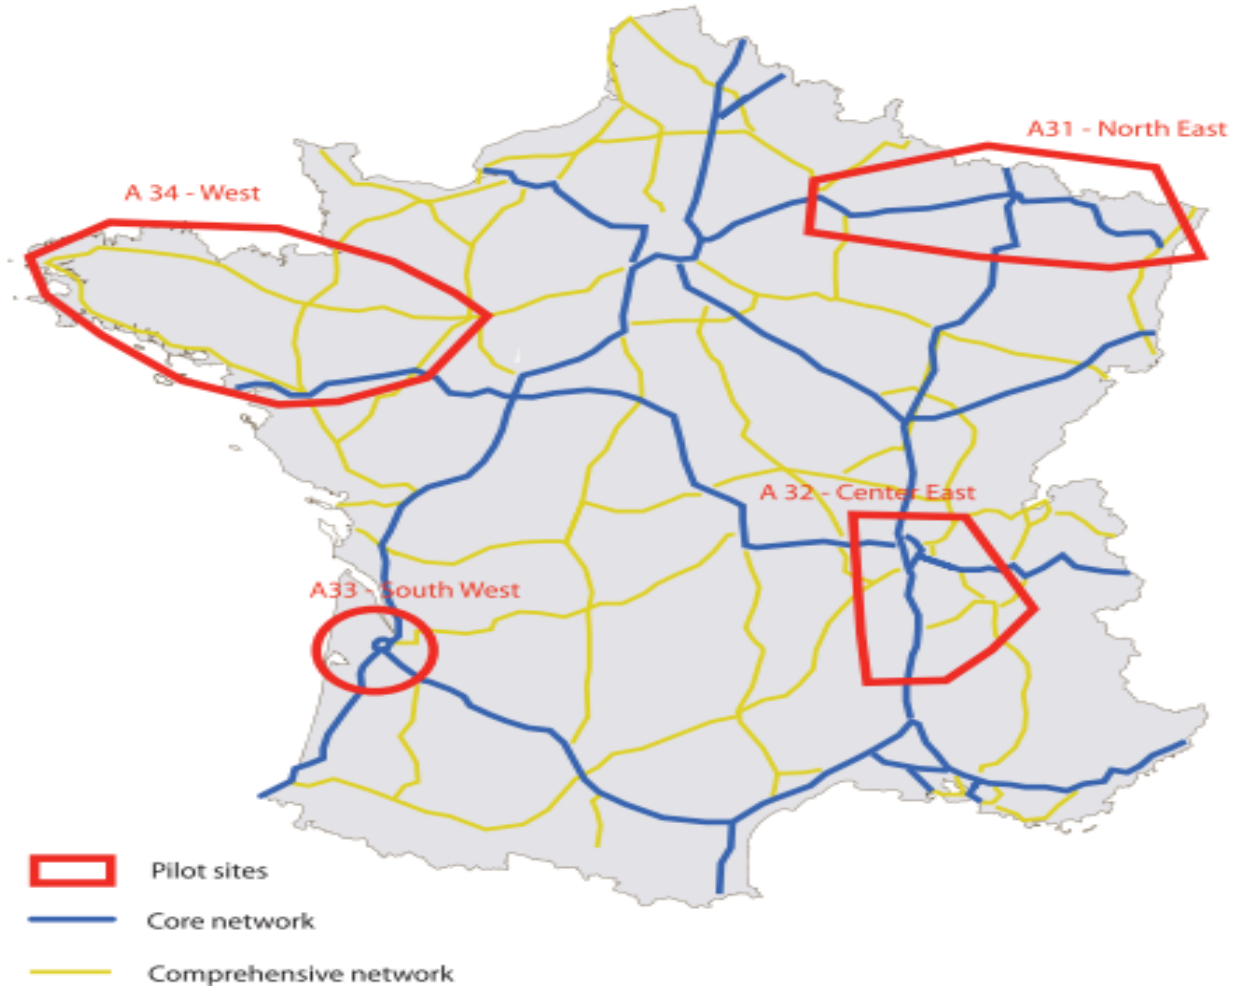 A31 - North East
A 34 - West
A 32 - Center East
A33 - South West
Pilot sites
Core network
Comprehensive network